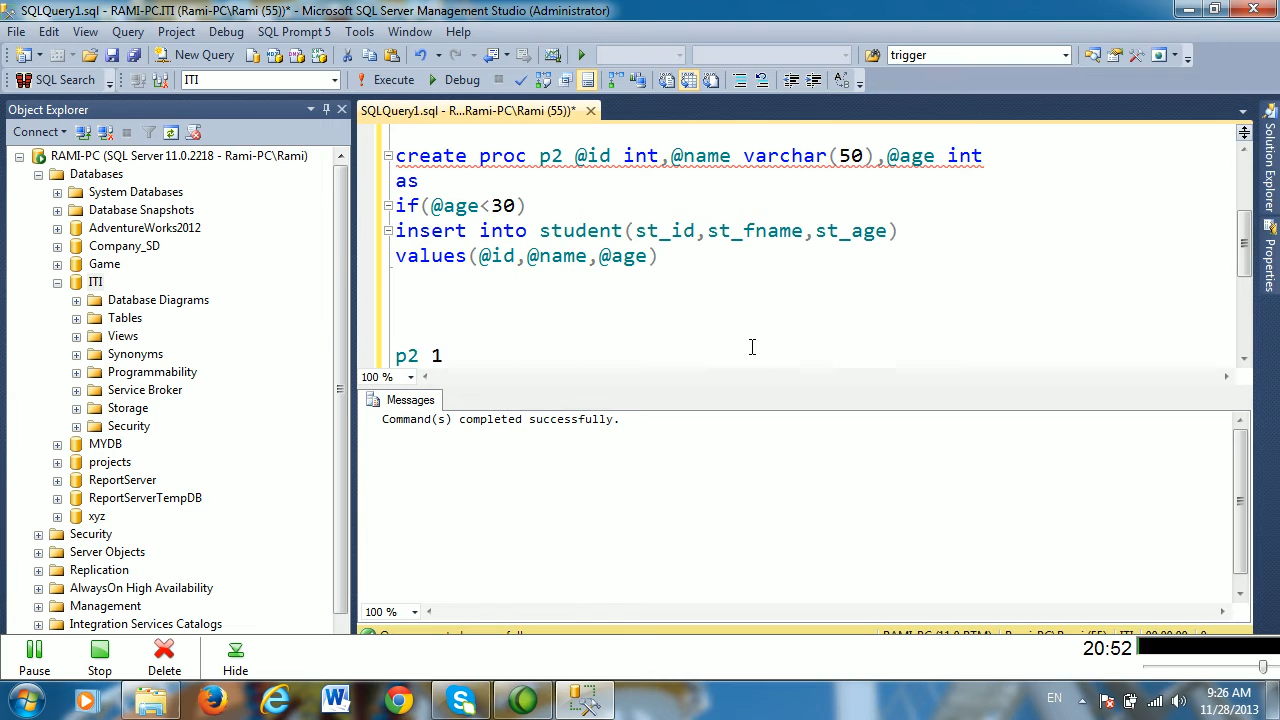 SQLQuery1.sql - RAMI-PC.ITI (Rami-PC\Rami (55))* - Microsoft SQL Server Management Studio (Administrator)
File Edit View Query Project Debug SQL Prompt 5 Tools Window Help
New Query trigger
SQL Search ITI Execute Debug
Object Explorer
SQLQuery1.sql - R...Rami-PC\Rami (55))*
Connect
RAMI-PC (SQL Server 11.0.2218 - Rami-PC\Rami)
Databases
System Databases
Database Snapshots
AdventureWorks2012
Company_SD
Game
ITI
Database Diagrams
Tables
Views
Synonyms
Programmability
Service Broker
Storage
Security
MYDB
projects
ReportServer
ReportServerTempDB
xyz
Security
Server Objects
Replication
AlwaysOn High Availability
Management
Integration Services Catalogs
create proc p2 @id int,@name varchar(50),@age int
as
if(@age<30)
insert into student(st_id,st_fname,st_age)
values(@id,@name,@age)
p2 1
100 %
Messages
Command(s) completed successfully.
100 %
Solution Explorer
Properties
Pause Stop Delete Hide
20:52
EN
9:26 AM
11/28/2013